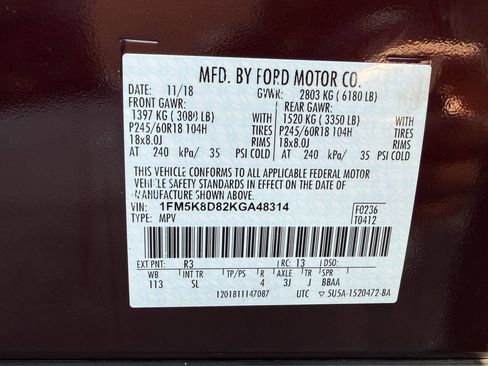 MFD. BY FORD MOTOR CO.
DATE: 11/18 GVWR: 2803 KG ( 6180 LB)
FRONT GAWR: REAR GAWR:
1397 KG ( 3080 LB) WITH 1520 KG ( 3350 LB) WITH
P245/60R18 104H TIRES P245/60R18 104H TIRES
18x8.0J RIMS 18x8.0J RIMS
AT 240 kPa/ 35 PSI COLD AT 240 kPa/ 35 PSI COLD
THIS VEHICLE CONFORMS TO ALL APPLICABLE FEDERAL MOTOR
VEHICLE SAFETY STANDARDS IN EFFECT ON THE DATE OF
MANUFACTURE SHOWN ABOVE.
VIN: 1FM5K8D82KGA48314 F0236
TYPE: MPV T0412
EXT PNT: R3 RC: 13 DSO:
WB INT TR TP/PS R AXLE TR SPR
113 SL 4 3J J BBAA
1201811147087 UTC ▽ 5U5A-1520472-BA